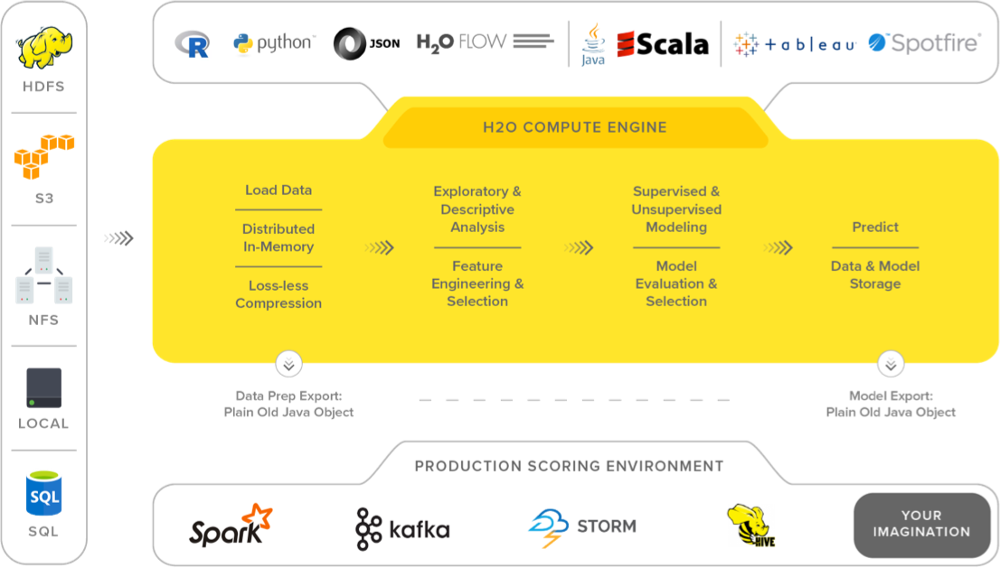 HDFS
S3
NFS
LOCAL
SQL
SQL
R
python™
JSON
H2O FLOW
Java
Scala
+ a b l e a u
Spotfire®
H2O COMPUTE ENGINE
Load Data
Distributed
In-Memory
Loss-less
Compression
Exploratory &
Descriptive
Analysis
Feature
Engineering &
Selection
Supervised &
Unsupervised
Modeling
Model
Evaluation &
Selection
Predict
Data & Model
Storage
Data Prep Export:
Plain Old Java Object
Model Export:
Plain Old Java Object
PRODUCTION SCORING ENVIRONMENT
Spark
kafka
STORM
HIVE
YOUR
IMAGINATION